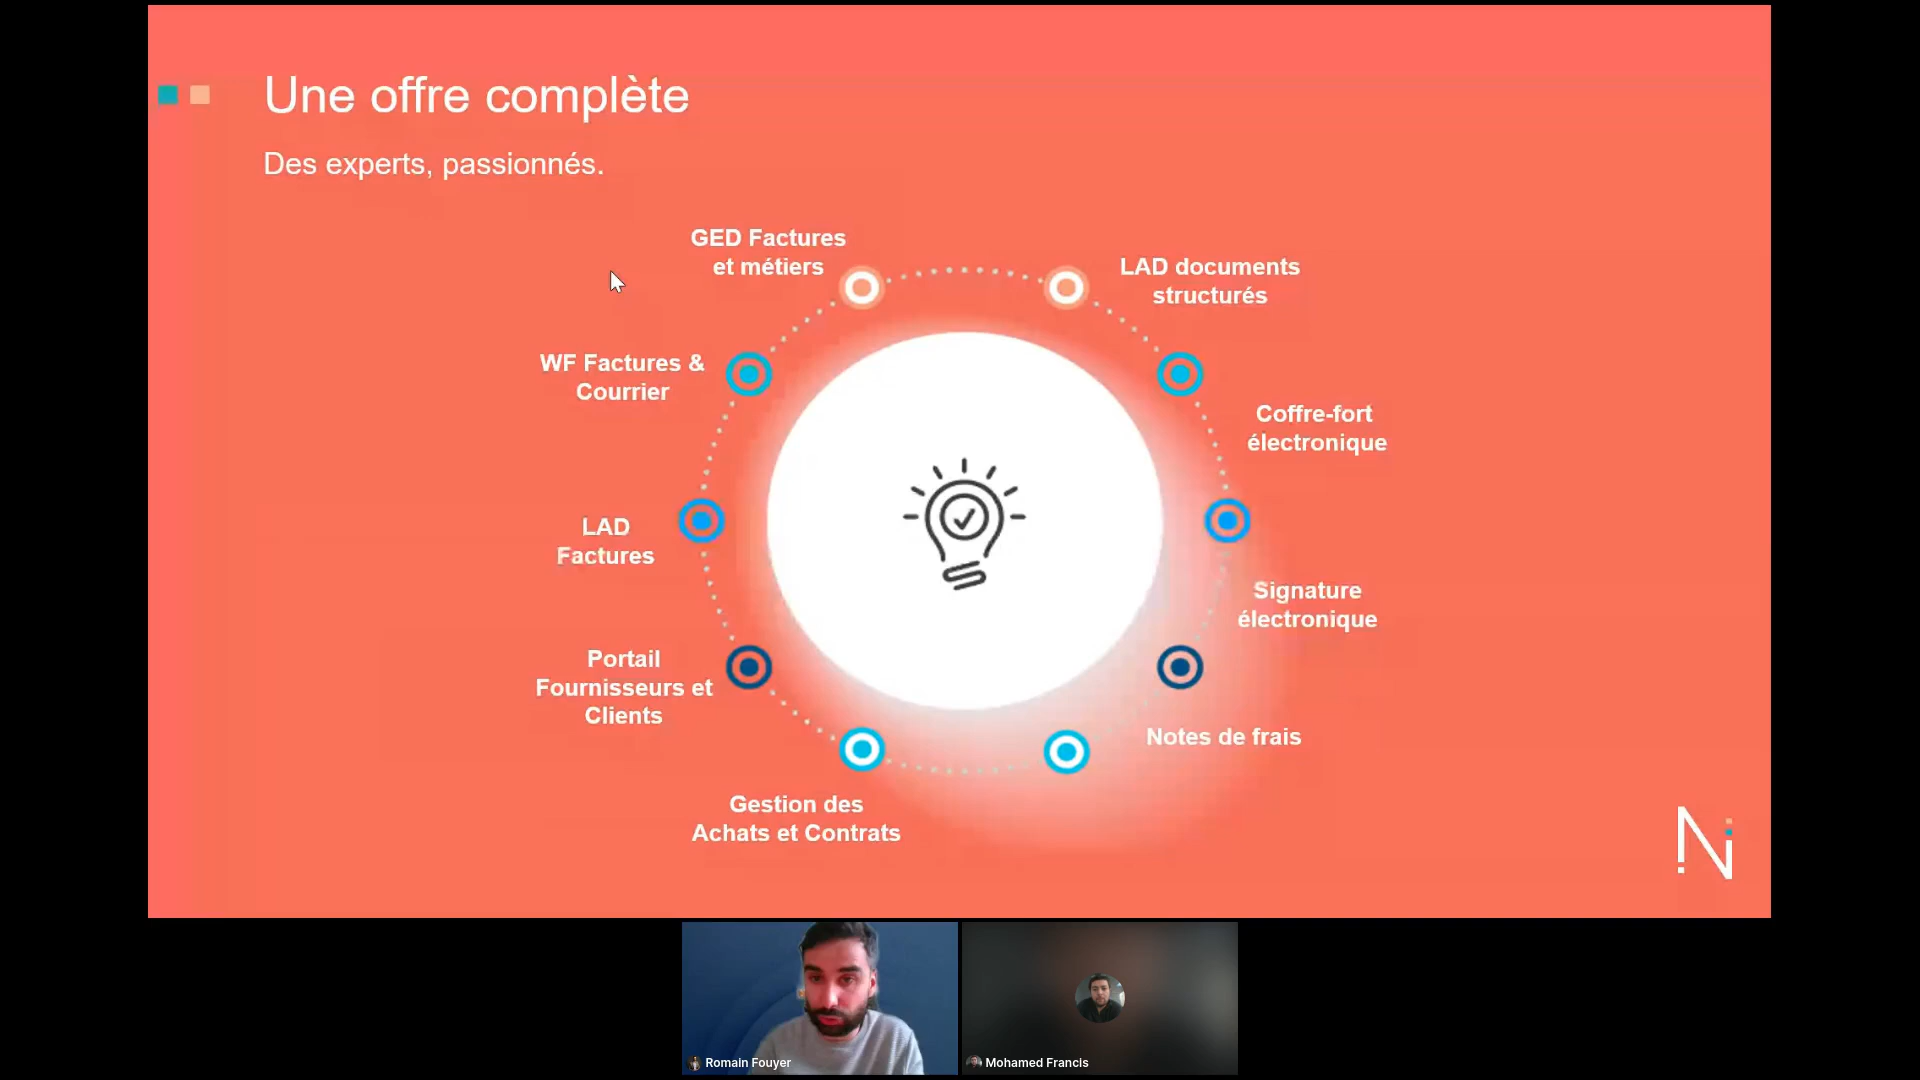 Une offre complète
Des experts, passionnés.
GED Factures
et métiers
LAD documents
structurés
WF Factures &
Courrier
Coffre-fort
électronique
LAD
Factures
Signature
électronique
Portail
Fournisseurs et
Clients
Notes de frais
Gestion des
Achats et Contrats
N
Romain Fouyer
Mohamed Francis